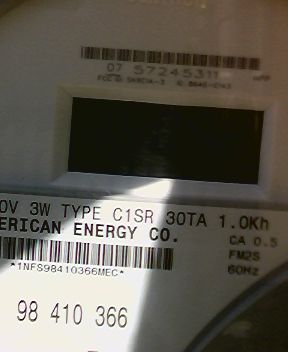 07 57245311
0V 3W TYPE C1SR 30TA 1.0Kh
ERICAN ENERGY CO.
CA 0.5
FM2S
60Hz
*1NFS98410366MEC*
98 410 366